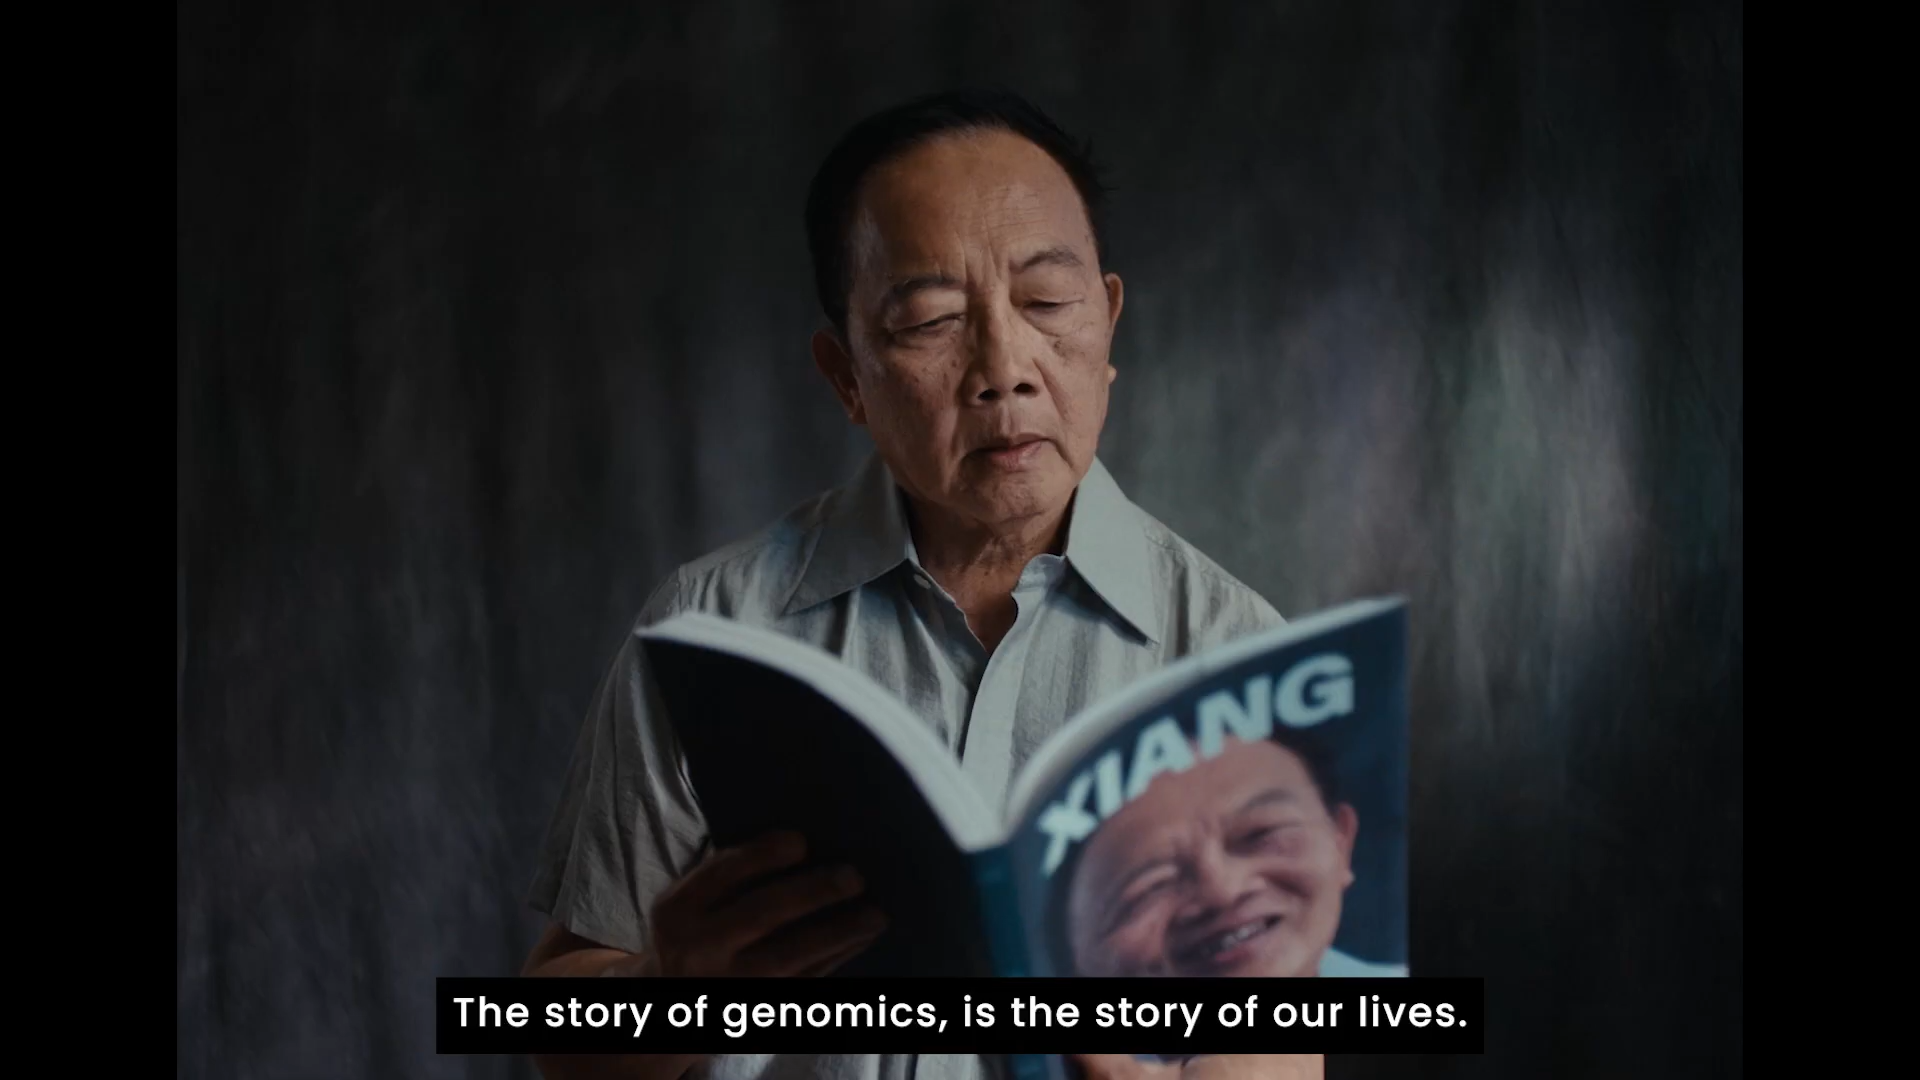 XIANG
The story of genomics, is the story of our lives.